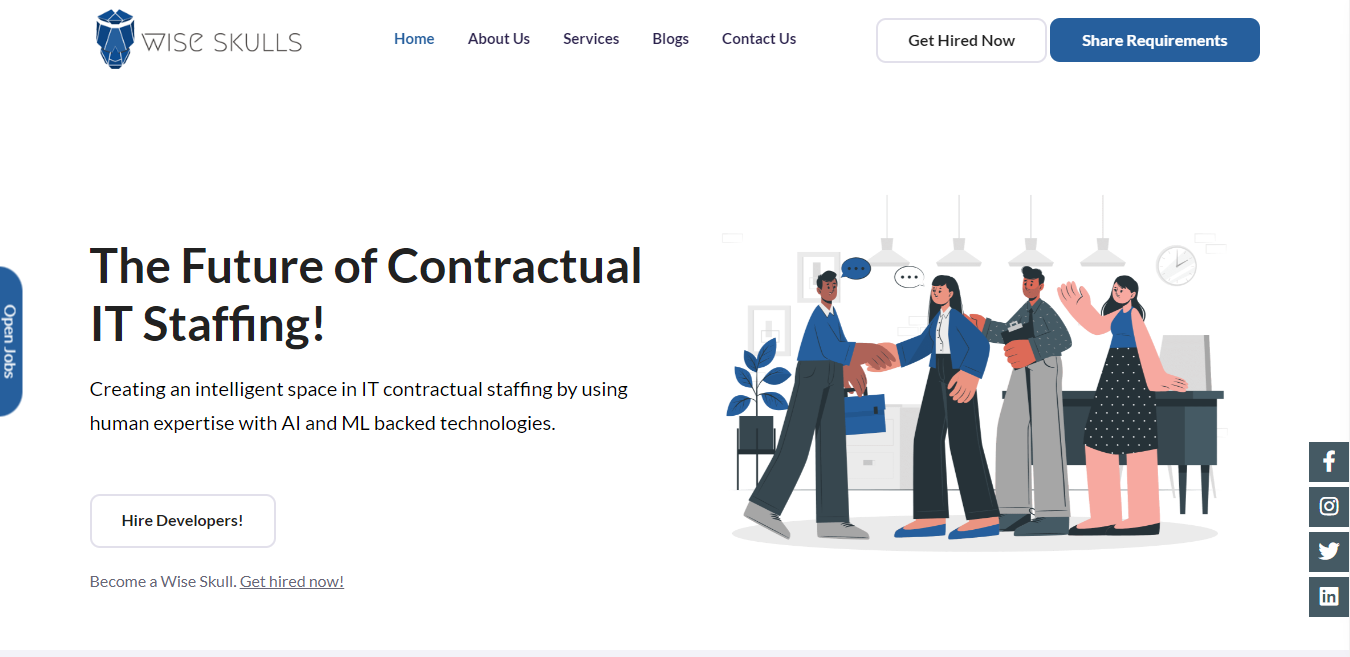 WISE SKULLS
Home
About Us
Services
Blogs
Contact Us
Get Hired Now
Share Requirements
The Future of Contractual
IT Staffing!
Creating an intelligent space in IT contractual staffing by using
human expertise with AI and ML backed technologies.
Hire Developers!
Become a Wise Skull. Get hired now!
Open Jobs